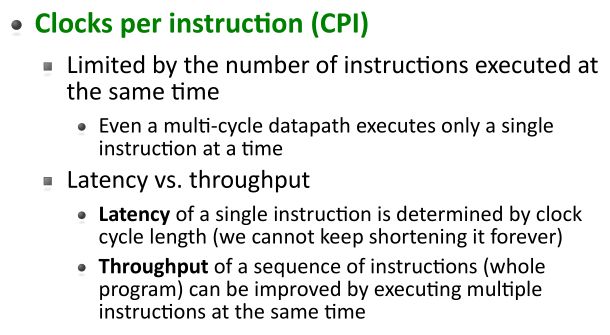 Clocks per instruction (CPI)
Limited by the number of instructions executed at
the same time
Even a multi-cycle datapath executes only a single
instruction at a time
Latency vs. throughput
Latency of a single instruction is determined by clock
cycle length (we cannot keep shortening it forever)
Throughput of a sequence of instructions (whole
program) can be improved by executing multiple
instructions at the same time